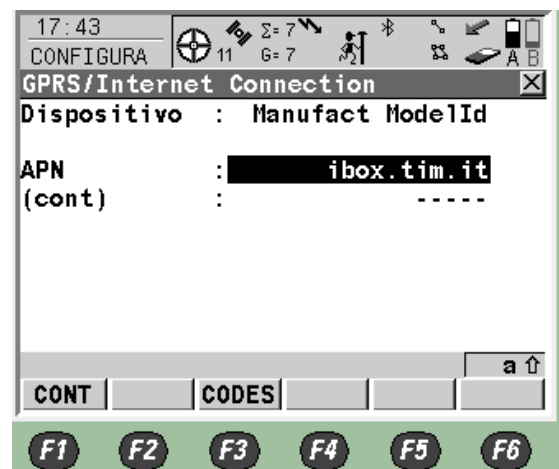 17:43
CONFIGURA
11
Σ= 7
G= 7
A B
GPRS/Internet Connection
Dispositivo : Manufact ModelId
APN : ibox.tim.it
(cont) : -----
a ⇧
CONT CODES
F1 F2 F3 F4 F5 F6